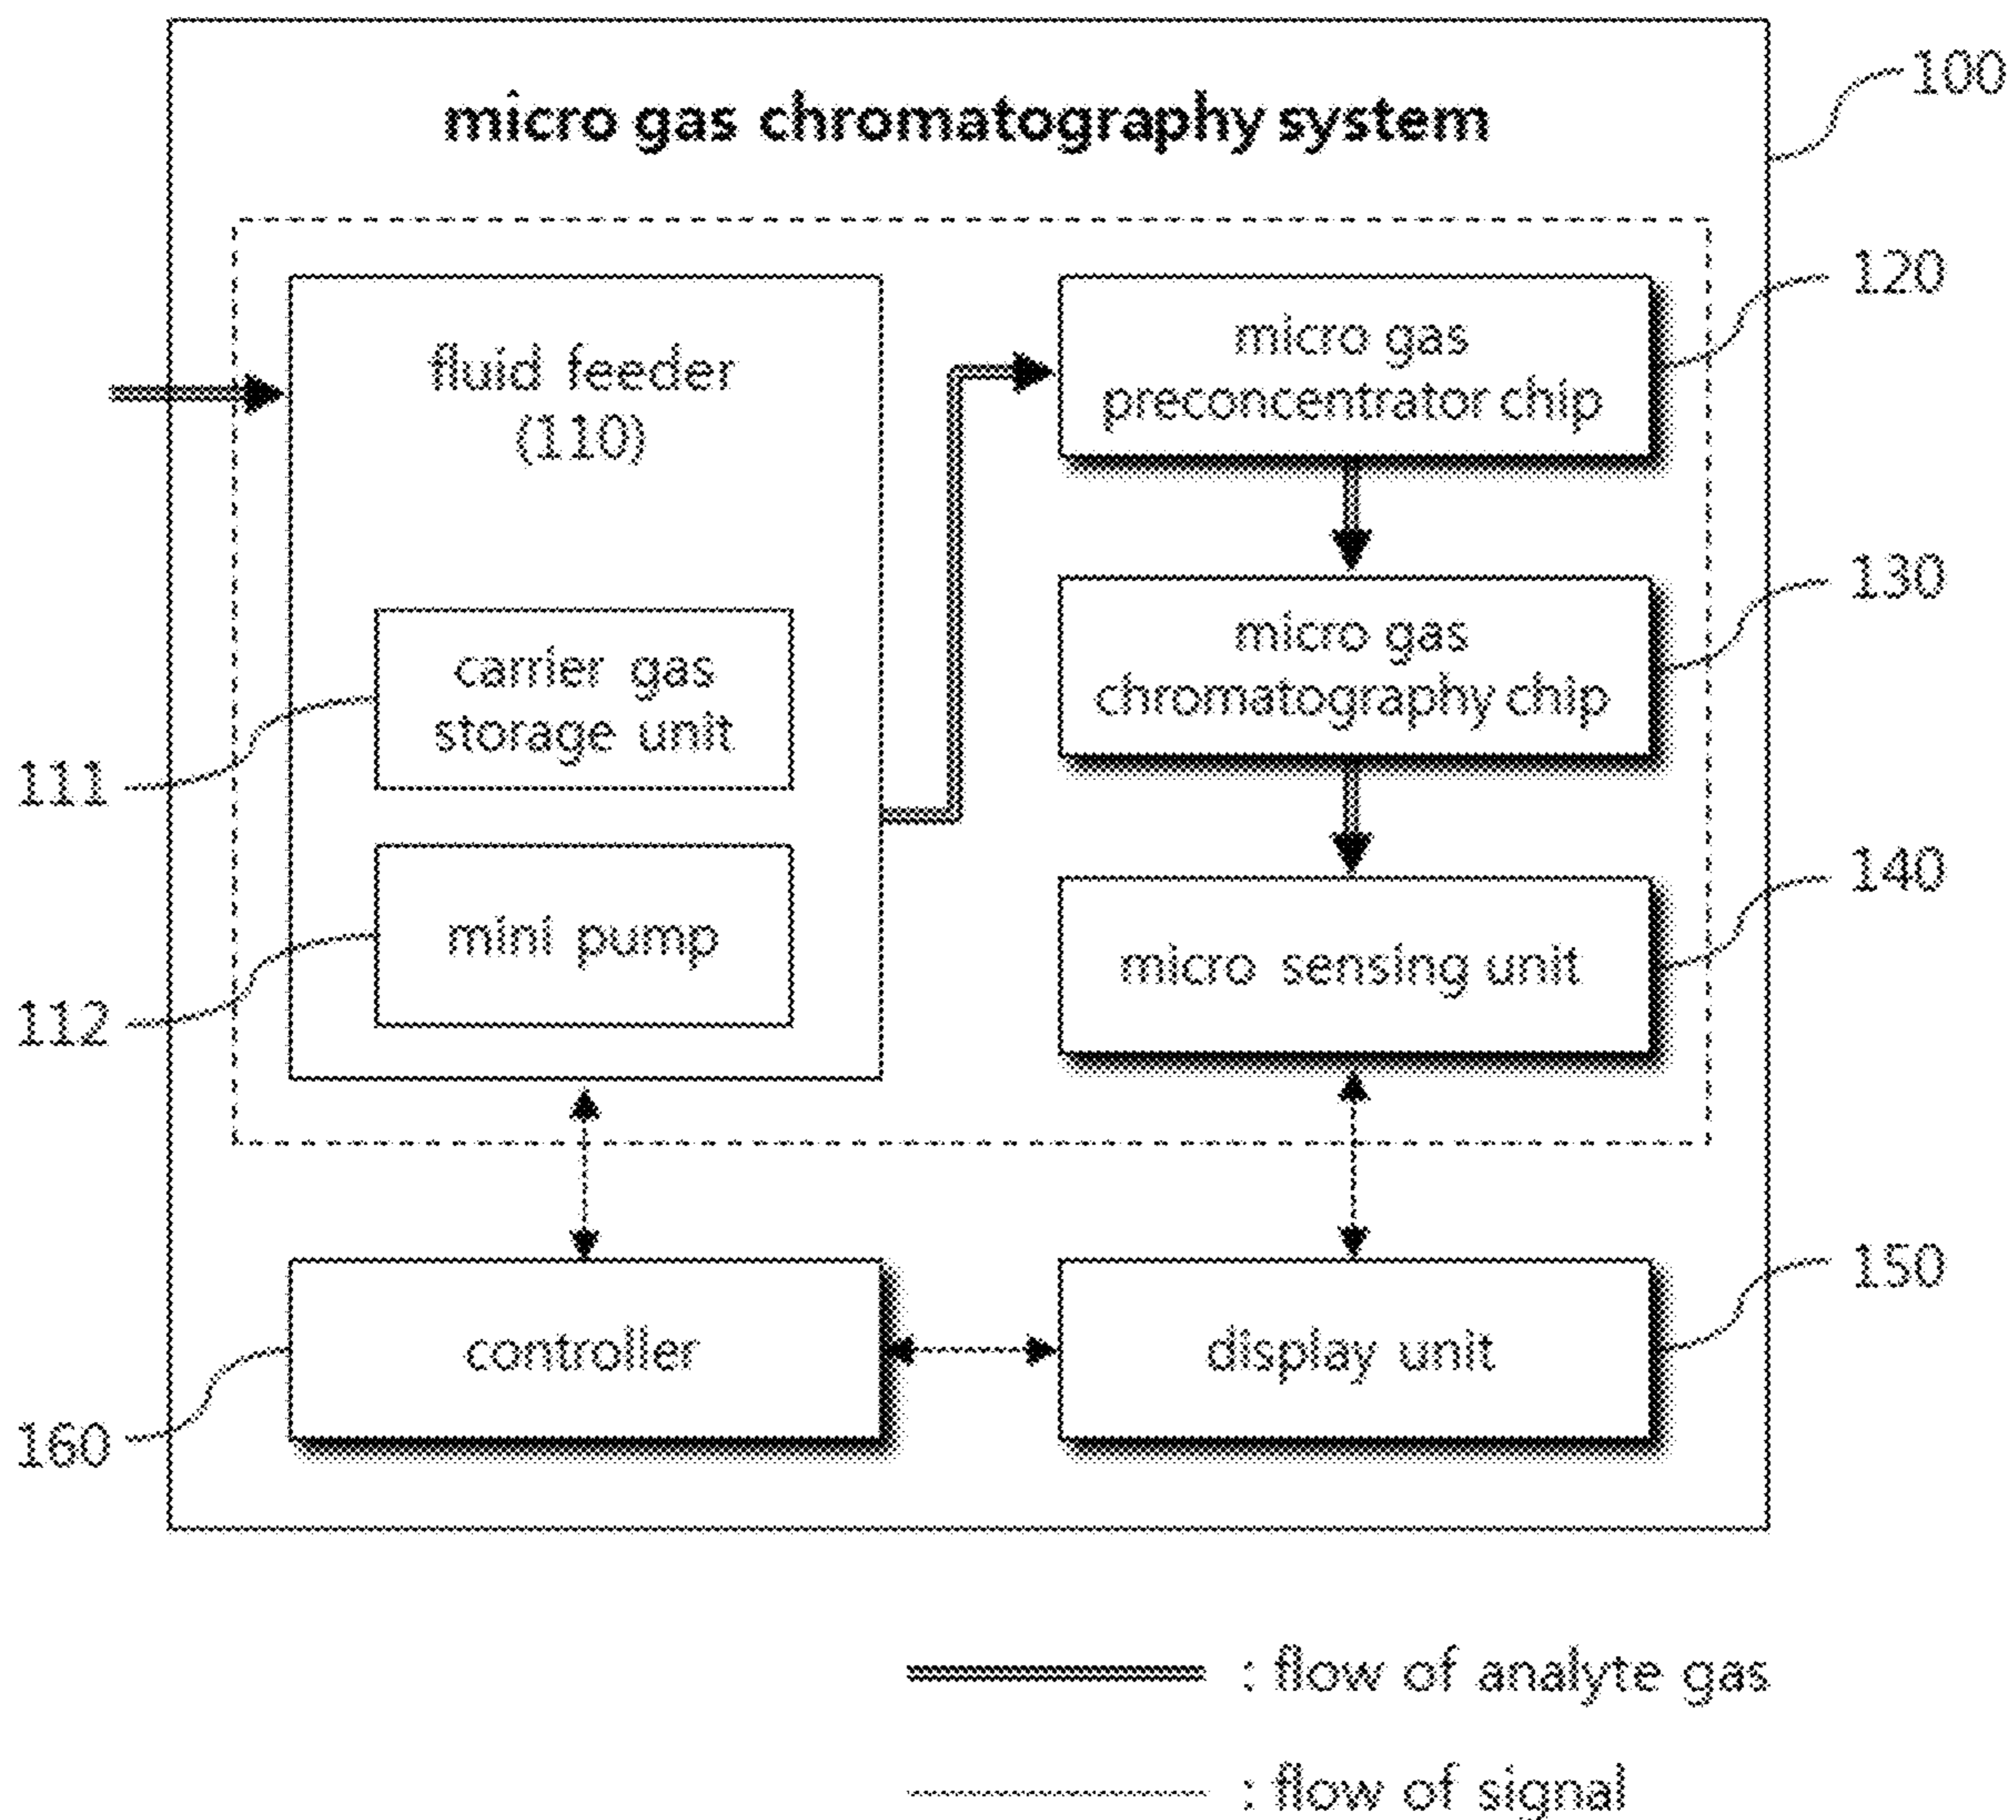 micro gas chromatography system
100
fluid feeder
(110)
micro gas
preconcentrator chip
120
carrier gas
storage unit
111
micro gas
chromatography chip
130
mini pump
112
micro sensing unit
140
controller
160
display unit
150
: flow of analyte gas
: flow of signal